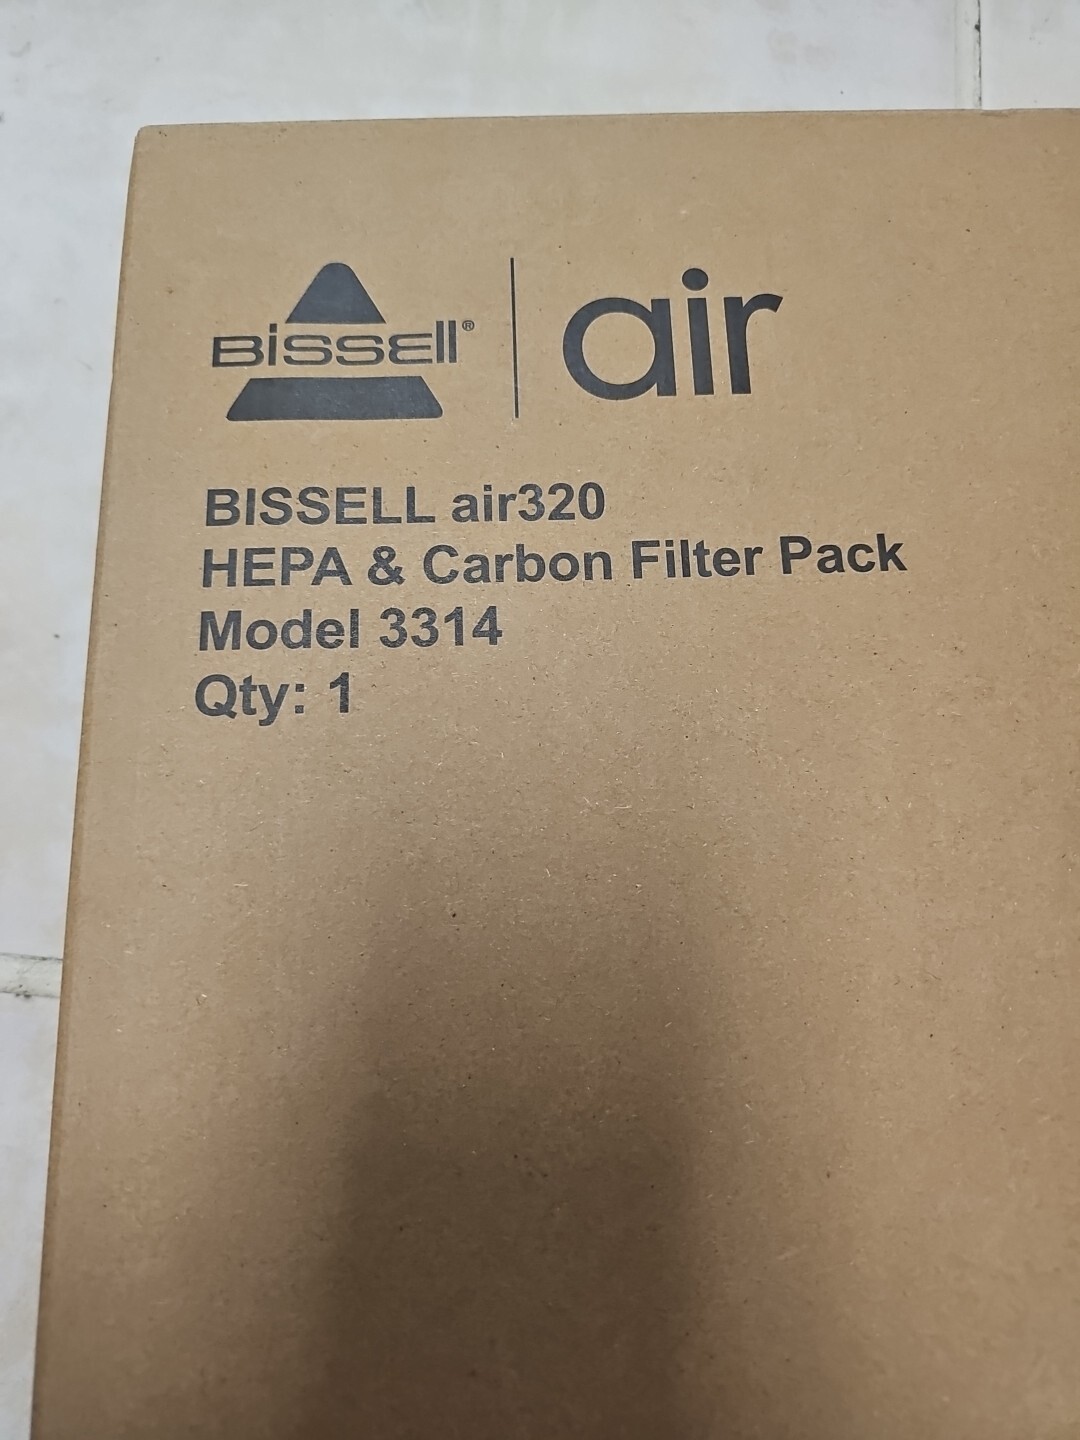 BISSELL® air
BISSELL air320
HEPA & Carbon Filter Pack
Model 3314
Qty: 1